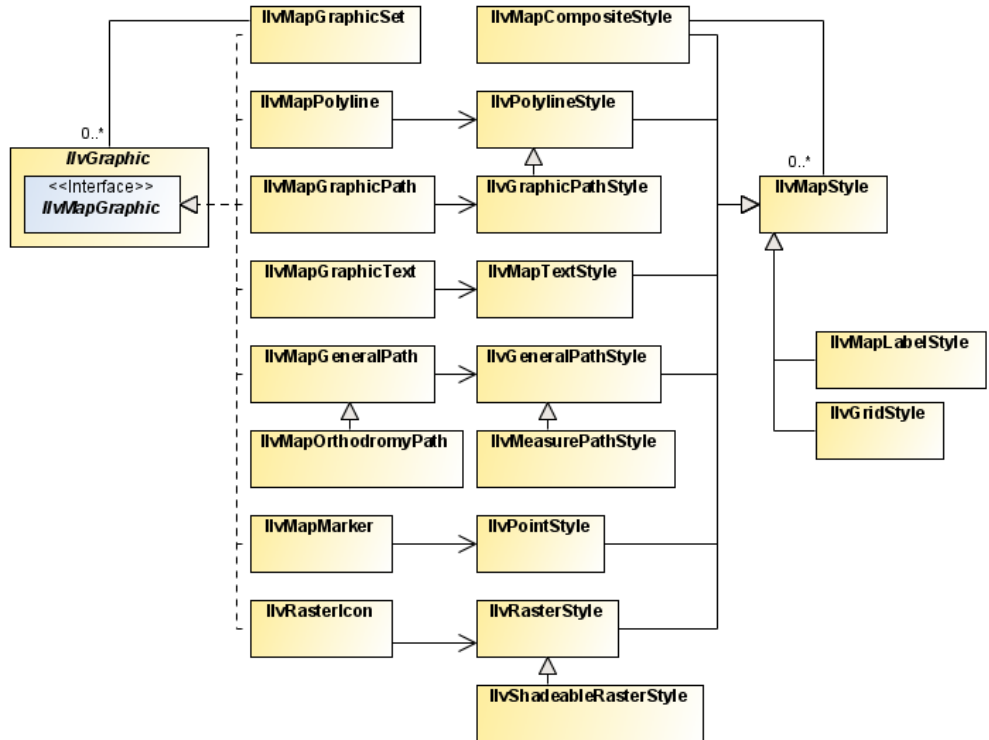 IlvMapGraphicSet
IlvMapCompositeStyle
IlvMapPolyline
IlvPolylineStyle
0..*
IlvGraphic
<<Interface>>
IlvMapGraphic
IlvMapGraphicPath
IlvGraphicPathStyle
0..*
IlvMapStyle
IlvMapGraphicText
IlvMapTextStyle
IlvMapLabelStyle
IlvMapGeneralPath
IlvGeneralPathStyle
IlvGridStyle
IlvMapOrthodromyPath
IlvMeasurePathStyle
IlvMapMarker
IlvPointStyle
IlvRasterIcon
IlvRasterStyle
IlvShadeableRasterStyle